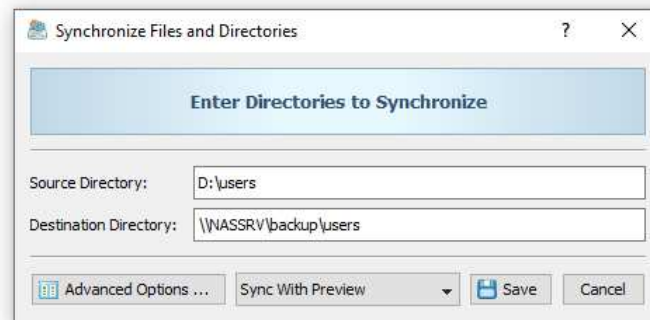 Synchronize Files and Directories ? X
Enter Directories to Synchronize
Source Directory: D:\users
Destination Directory: \\NASSRV\backup\users
Advanced Options ... Sync With Preview Save Cancel